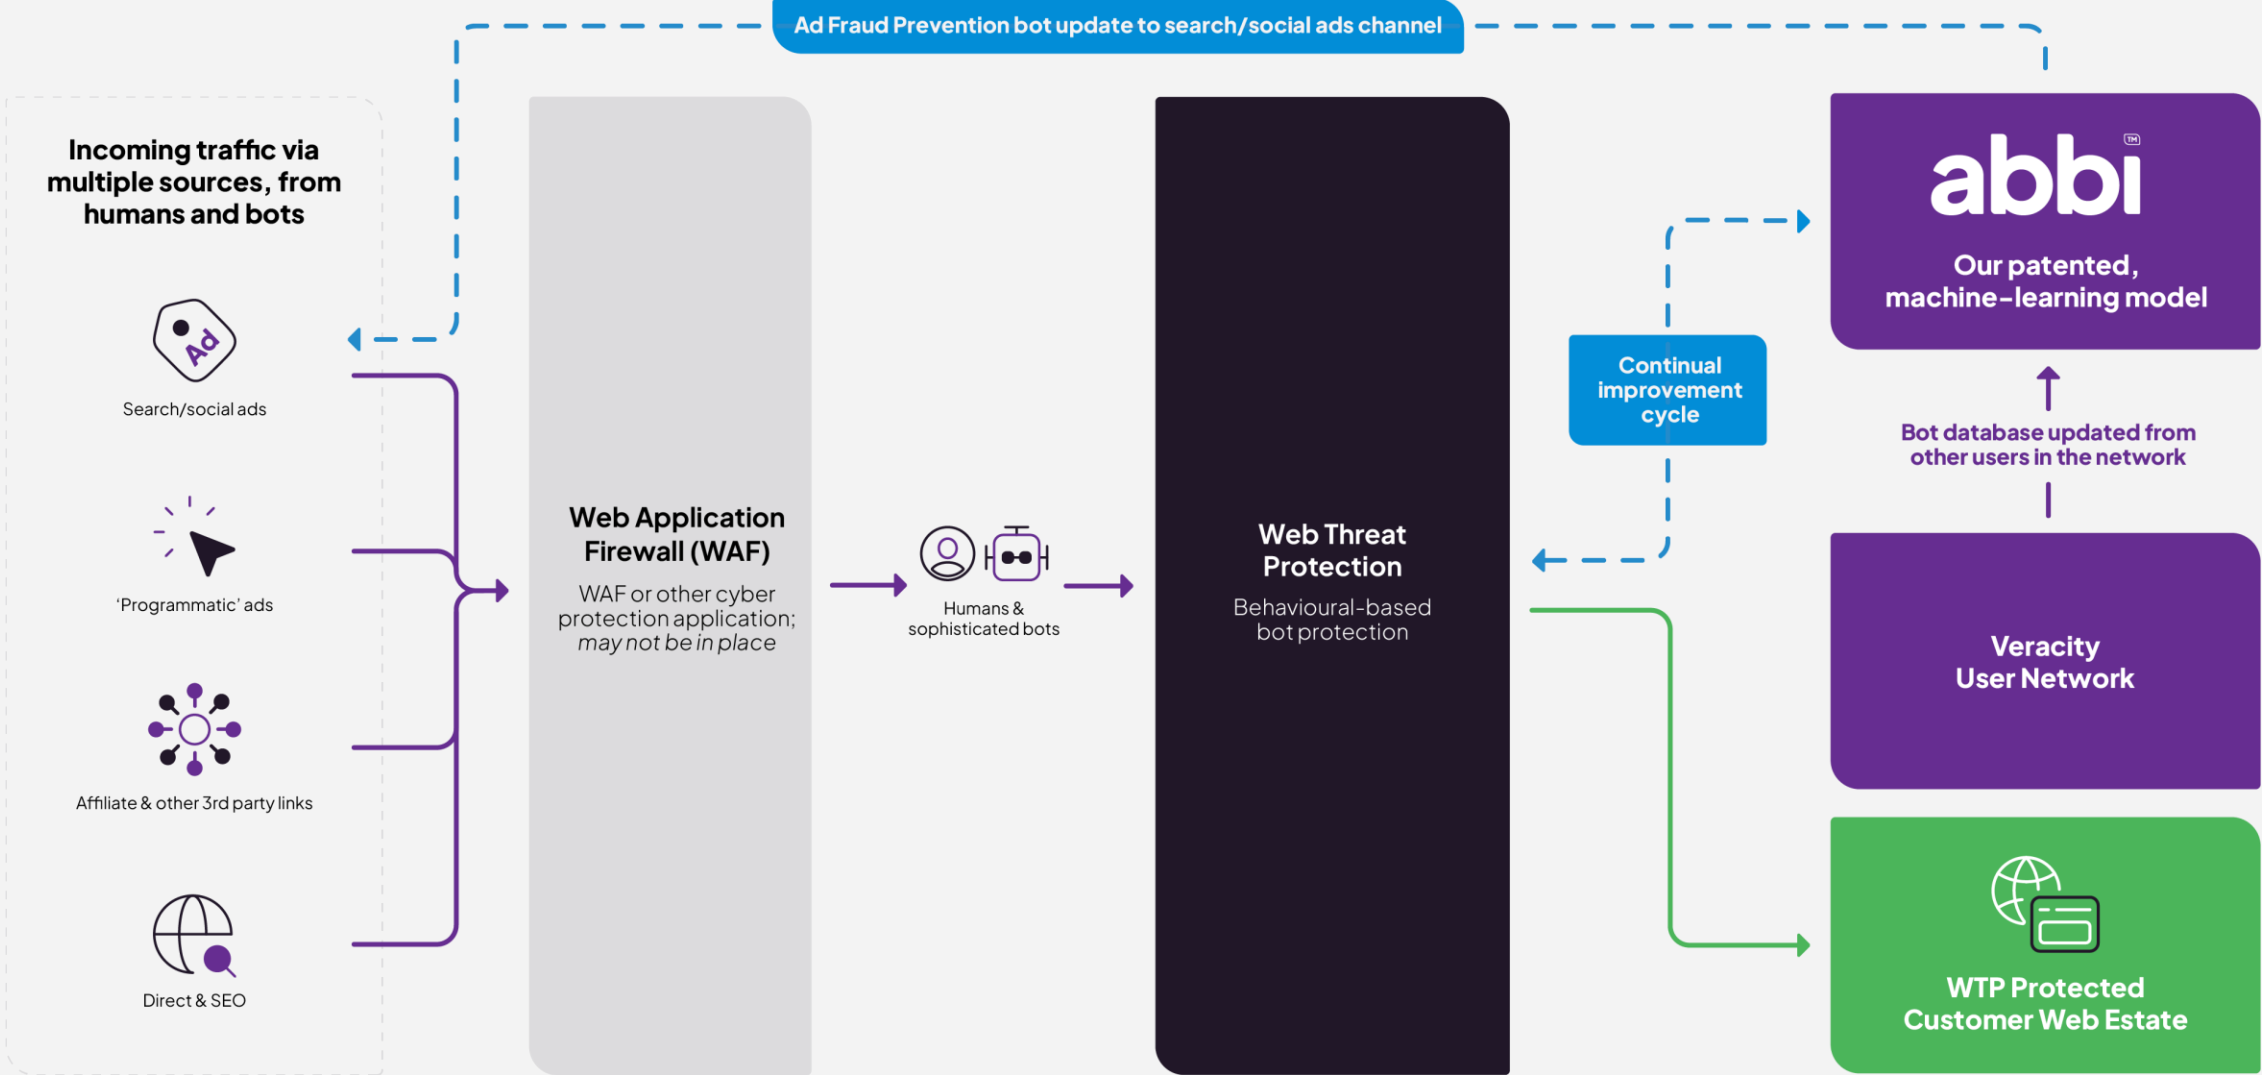 Ad Fraud Prevention bot update to search/social ads channel
Incoming traffic via
multiple sources, from
humans and bots
Ad
Search/social ads
‘Programmatic’ ads
Affiliate & other 3rd party links
Direct & SEO
Web Application
Firewall (WAF)
WAF or other cyber
protection application;
may not be in place
Humans &
sophisticated bots
Web Threat
Protection
Behavioural-based
bot protection
Continual
improvement
cycle
abbi™
Our patented,
machine-learning model
Bot database updated from
other users in the network
Veracity
User Network
WTP Protected
Customer Web Estate